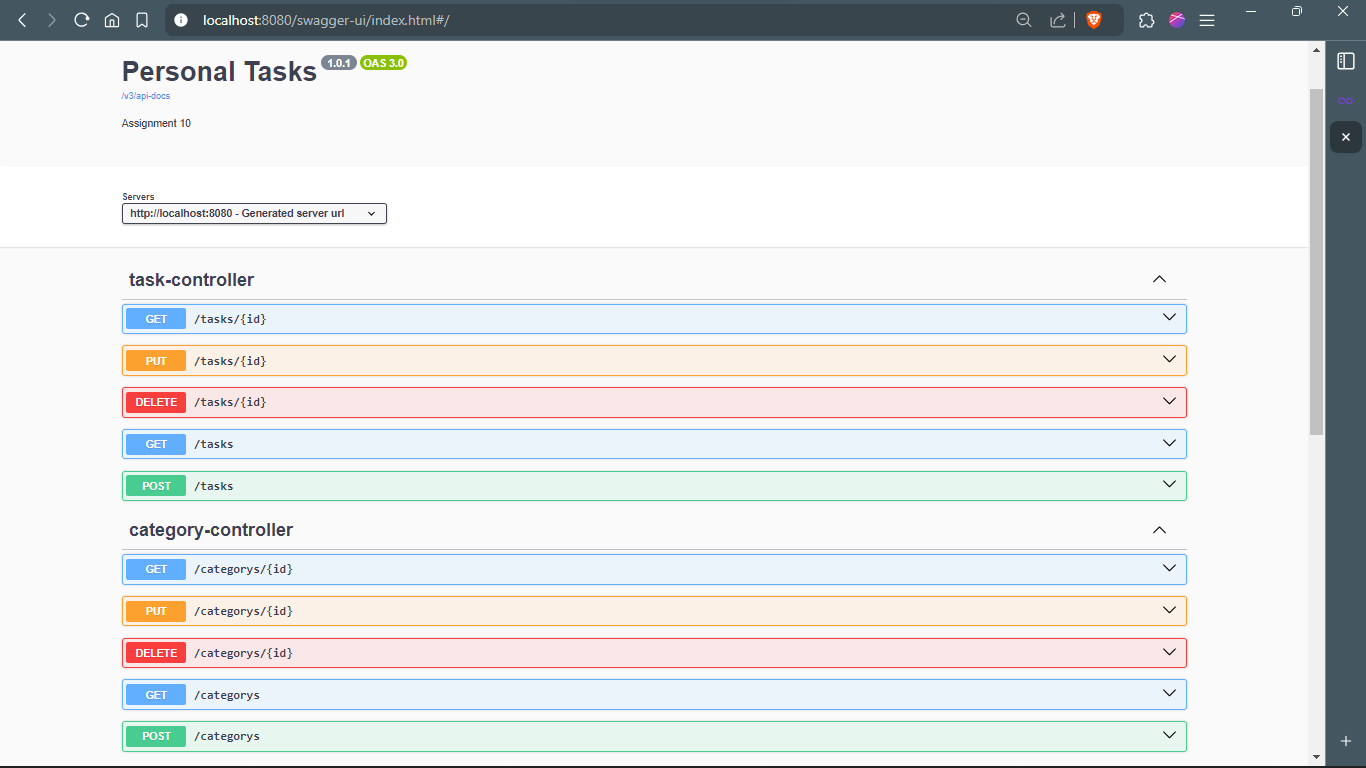 localhost:8080/swagger-ui/index.html#/
Personal Tasks 1.0.1 OAS 3.0
/v3/api-docs
Assignment 10
Servers
http://localhost:8080 - Generated server url
task-controller
GET /tasks/{id}
PUT /tasks/{id}
DELETE /tasks/{id}
GET /tasks
POST /tasks
category-controller
GET /categorys/{id}
PUT /categorys/{id}
DELETE /categorys/{id}
GET /categorys
POST /categorys